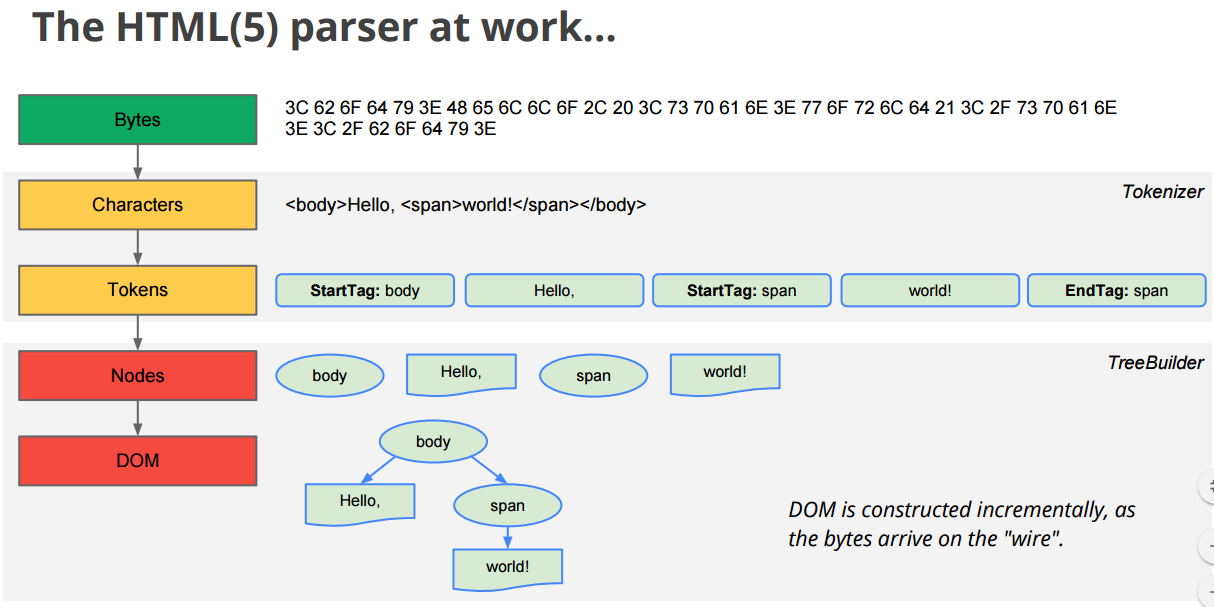 The HTML(5) parser at work...
Bytes
3C 62 6F 64 79 3E 48 65 6C 6C 6F 2C 20 3C 73 70 61 6E 3E 77 6F 72 6C 64 21 3C 2F 73 70 61 6E
3E 3C 2F 62 6F 64 79 3E
Characters
<body>Hello, <span>world!</span></body>
Tokenizer
Tokens
StartTag: body
Hello,
StartTag: span
world!
EndTag: span
Nodes
body
Hello,
span
world!
TreeBuilder
DOM
body
Hello,
span
world!
DOM is constructed incrementally, as
the bytes arrive on the "wire".